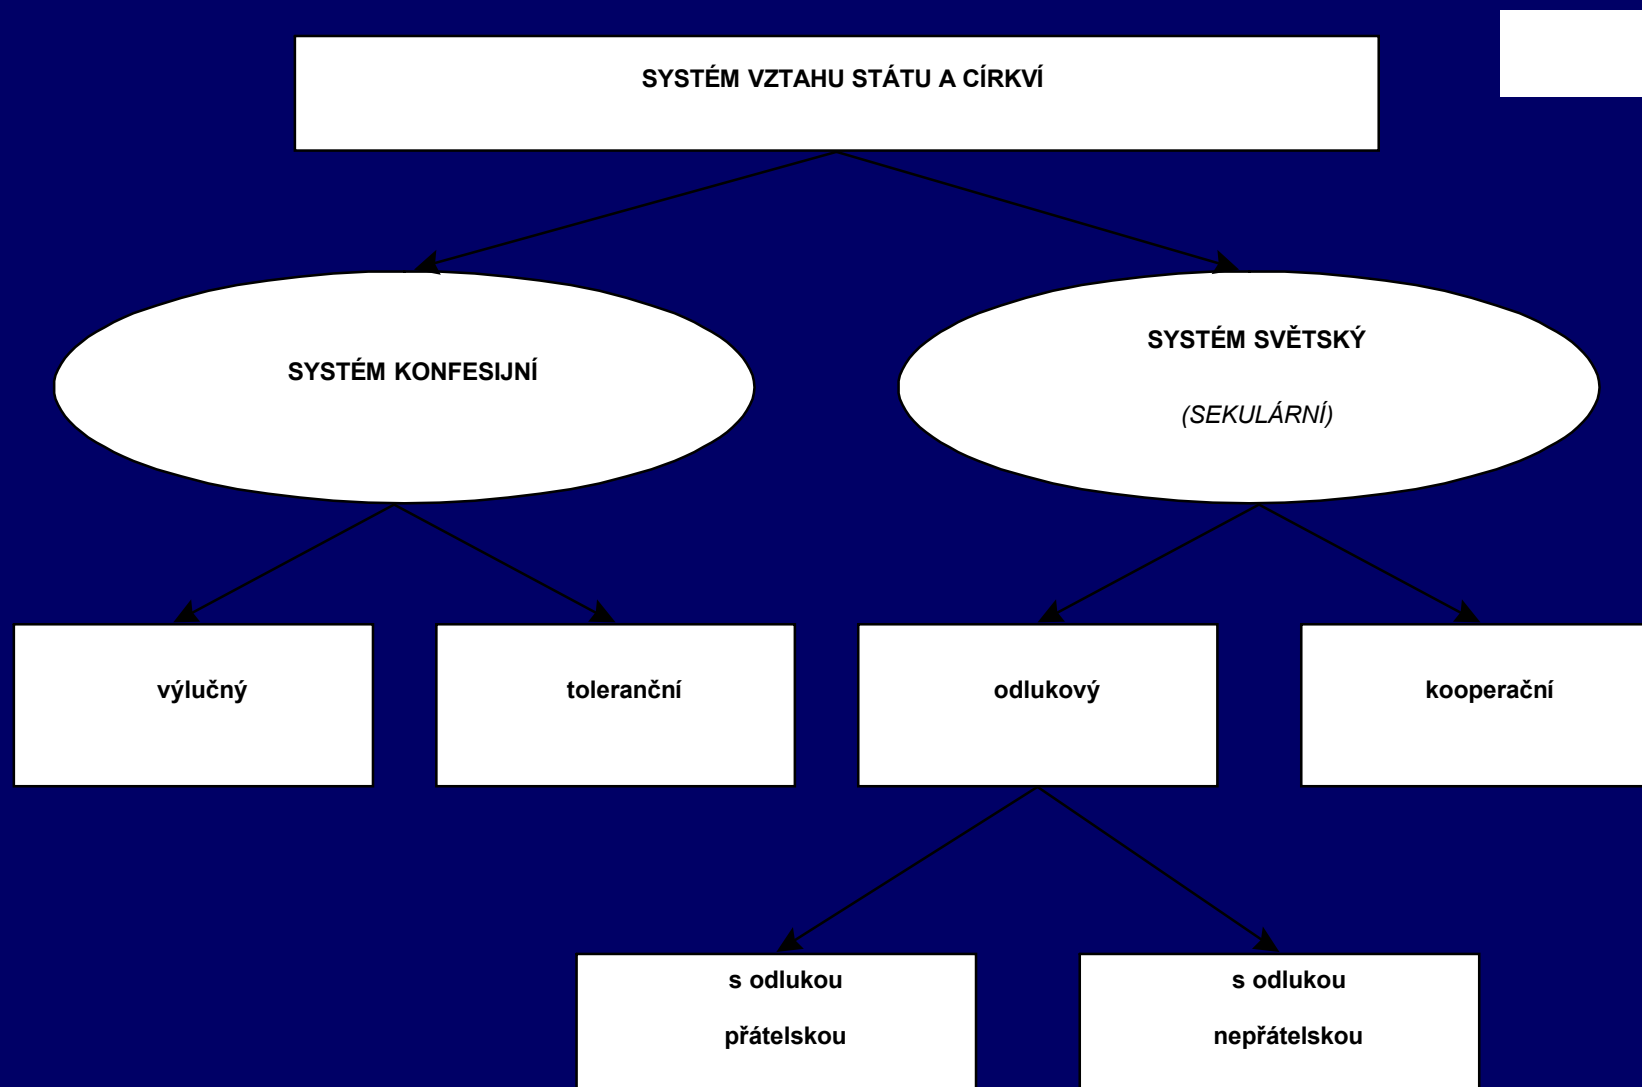 SYSTÉM VZTAHU STÁTU A CÍRKVÍ
SYSTÉM KONFESIJNÍ
SYSTÉM SVĚTSKÝ
(SEKULÁRNÍ)
výlučný
toleranční
odlukový
kooperační
s odlukou
přátelskou
s odlukou
nepřátelskou